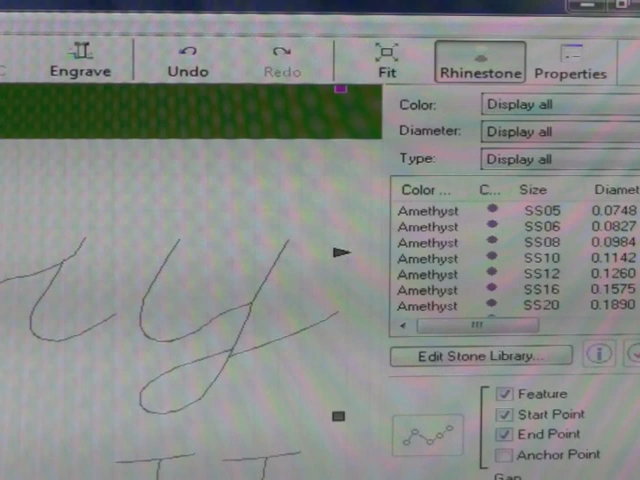 Engrave Undo Redo Fit Rhinestone Properties
Color: Display all
Diameter: Display all
Type: Display all
Color ... C... Size Diamet
Amethyst SS05 0.0748
Amethyst SS06 0.0827
Amethyst SS08 0.0984
Amethyst SS10 0.1142
Amethyst SS12 0.1260
Amethyst SS16 0.1575
Amethyst SS20 0.1890
Edit Stone Library...
Feature
Start Point
End Point
Anchor Point
Gap